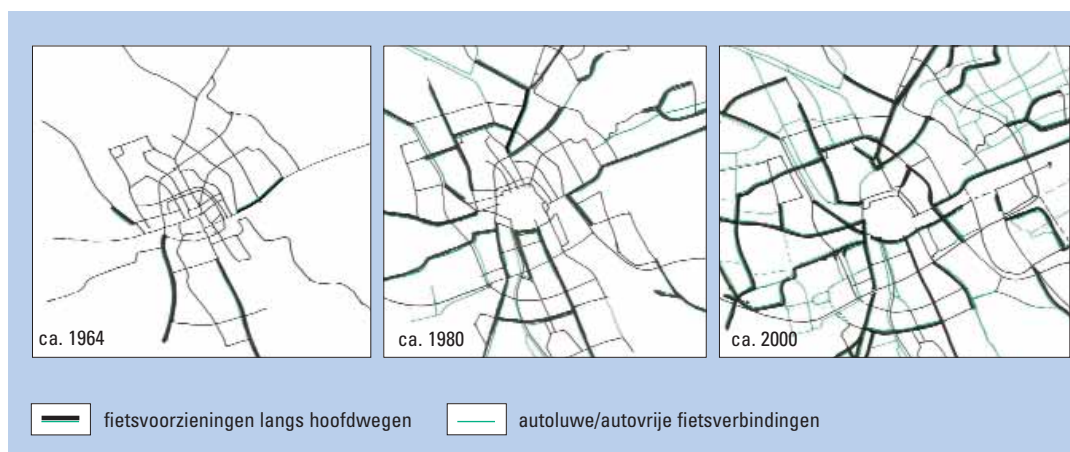 ca. 1964
ca. 1980
ca. 2000
fietsvoorzieningen langs hoofdwegen
autoluwe/autovrije fietsverbindingen